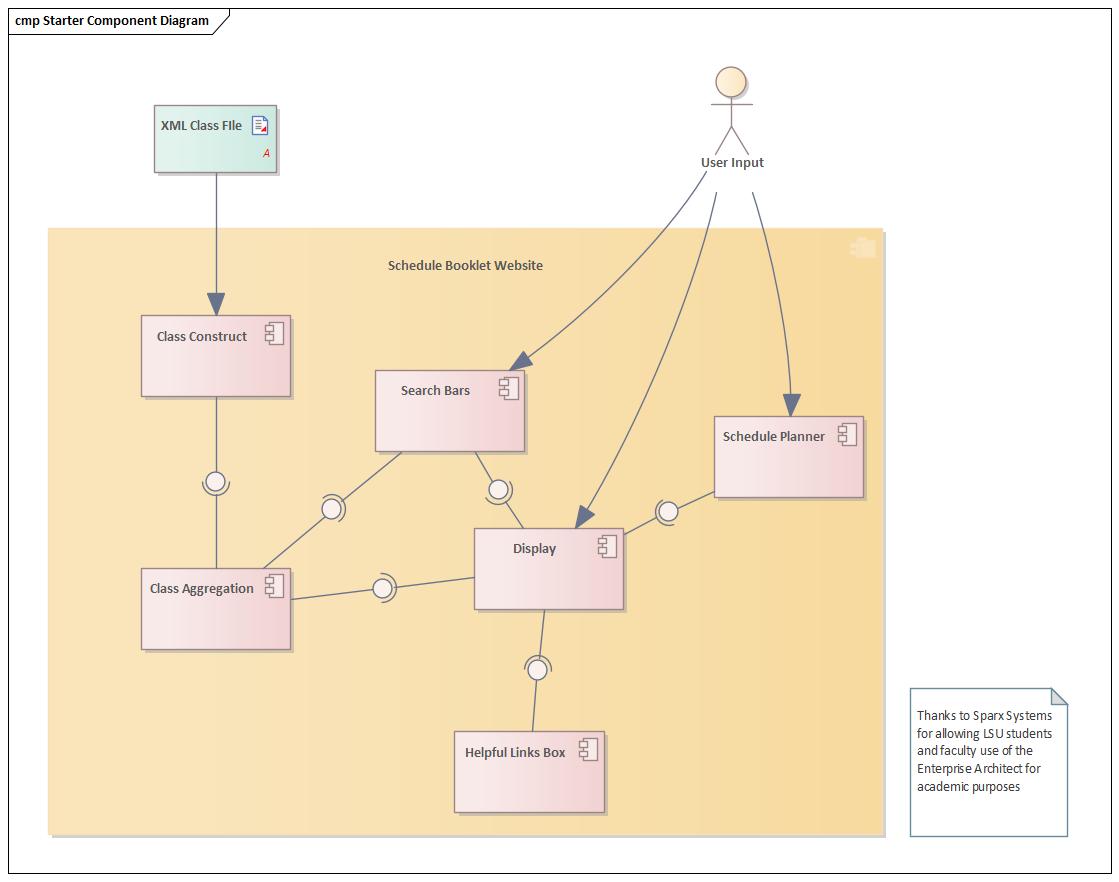 cmp Starter Component Diagram
XML Class FIle
A
User Input
Schedule Booklet Website
Class Construct
Search Bars
Schedule Planner
Display
Class Aggregation
Helpful Links Box
Thanks to Sparx Systems
for allowing LSU students
and faculty use of the
Enterprise Architect for
academic purposes